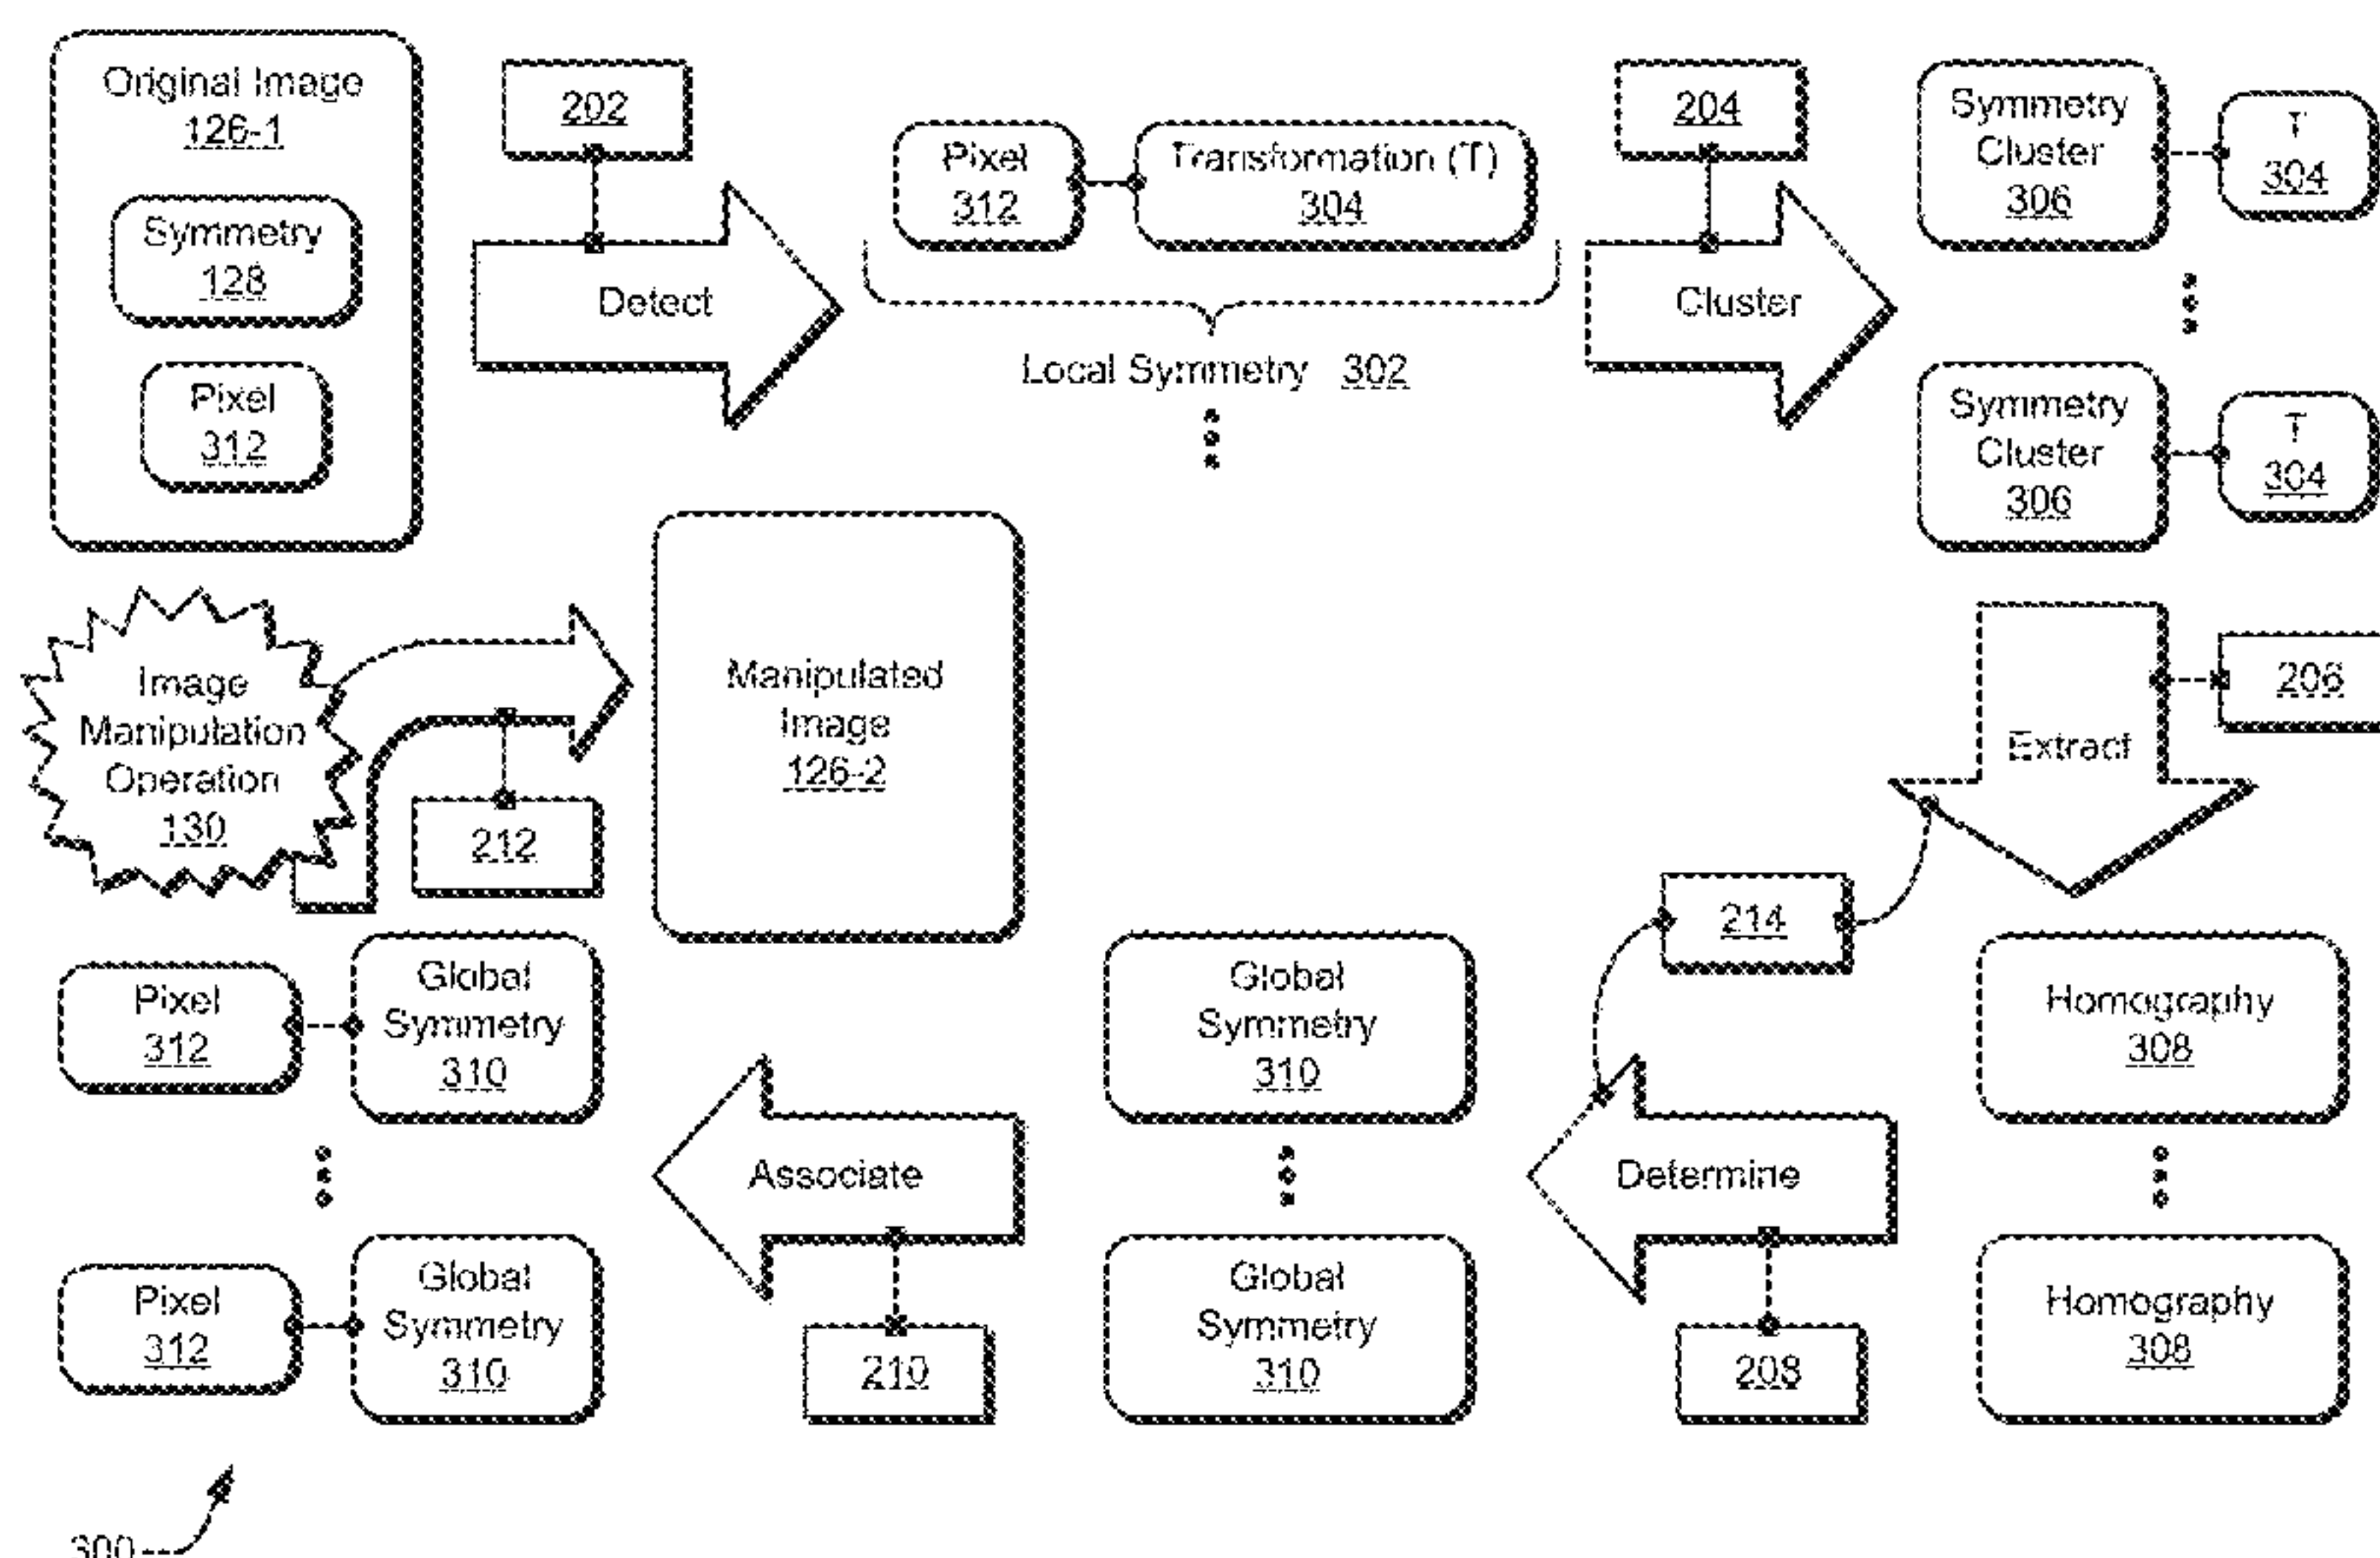 Original Image
126-1
Symmetry
128
Pixel
312
202
Detect
Pixel
312
Transformation (T)
304
Local Symmetry 302
204
Cluster
Symmetry
Cluster
306
T
304
Symmetry
Cluster
306
T
304
Image
Manipulation
Operation
130
212
Manipulated
Image
126-2
206
Extract
214
Pixel
312
Global
Symmetry
310
Associate
210
Pixel
312
Global
Symmetry
310
Global
Symmetry
310
Global
Symmetry
310
Determine
208
Homography
308
Homography
308
300